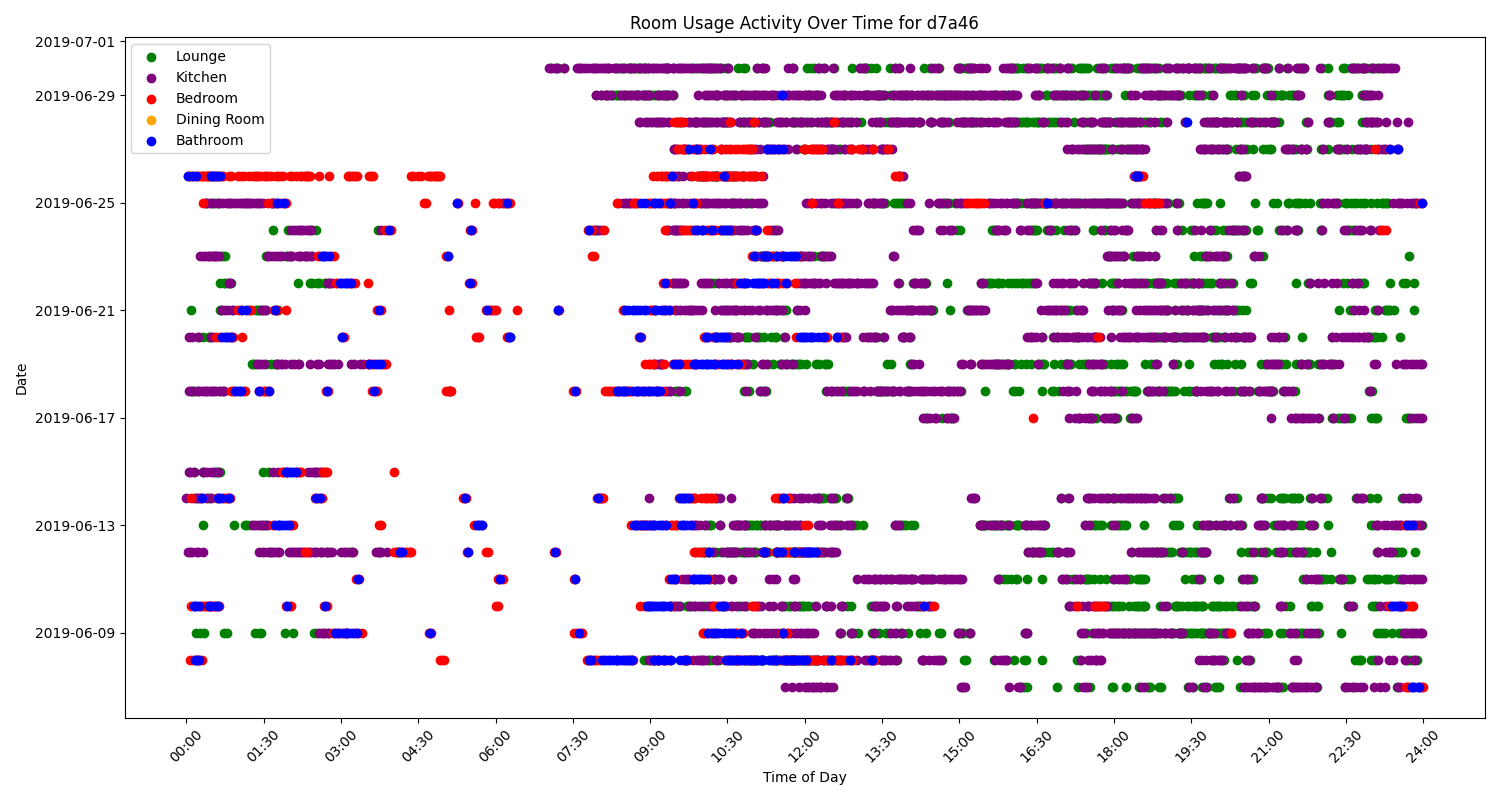 Room Usage Activity Over Time for d7a46
2019-07-01
2019-06-29
2019-06-25
2019-06-21
2019-06-17
2019-06-13
2019-06-09
Date
Lounge
Kitchen
Bedroom
Dining Room
Bathroom
00:00 01:30 03:00 04:30 06:00 07:30 09:00 10:30 12:00 13:30 15:00 16:30 18:00 19:30 21:00 22:30 24:00
Time of Day